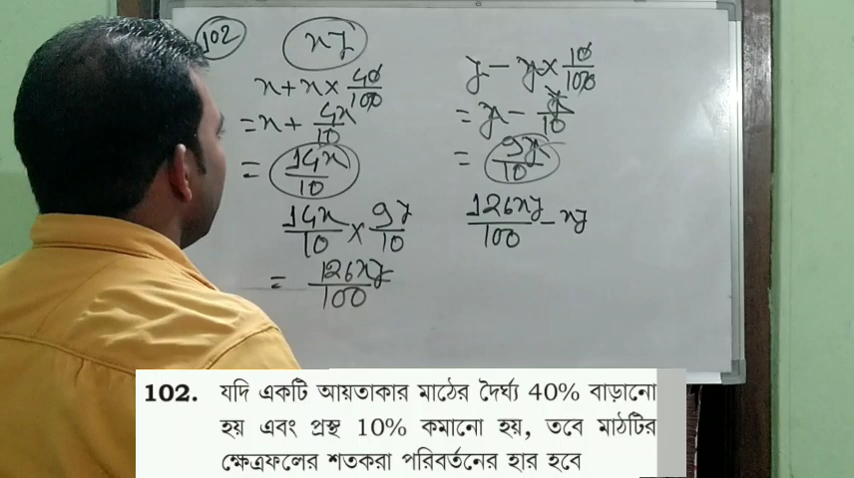 102
xy
x + x × 40/100
= x + 4x/10
= 14x/10
14x/10 × 9y/10
= 126xy/100
y - y × 10/100
= y - y/10
= 9y/10
126xy/100 - xy
102. যদি একটি আয়তাকার মাঠের দৈর্ঘ্য 40% বাড়ানো
হয় এবং প্রস্থ 10% কমানো হয়, তবে মাঠটির
ক্ষেত্রফলের শতকরা পরিবর্তনের হার হবে